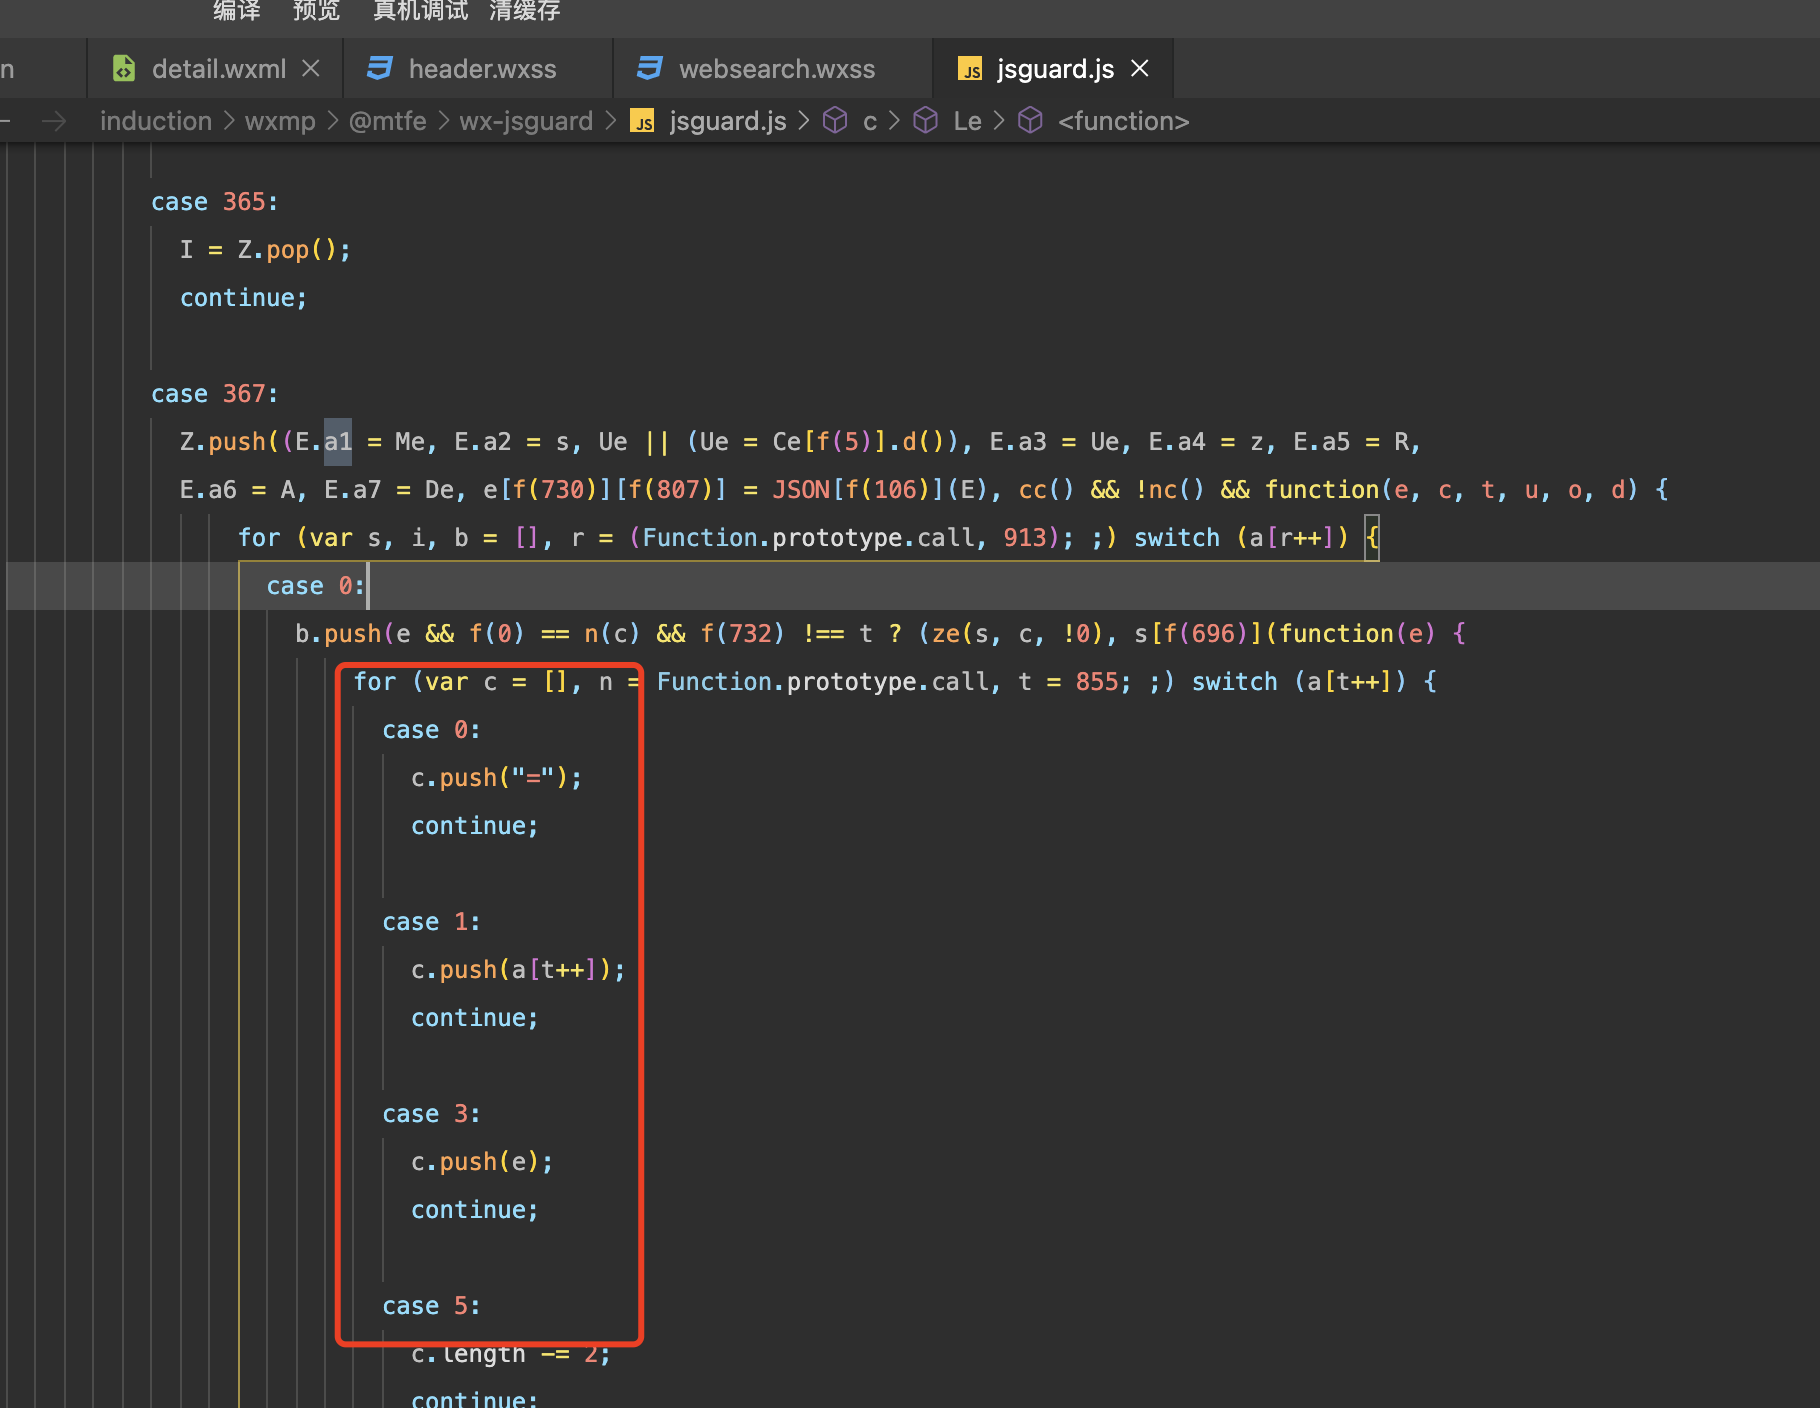 编译 预览 真机调试 清缓存
n detail.wxml header.wxss websearch.wxss JS jsguard.js
induction > wxmp > @mtfe > wx-jsguard > JS jsguard.js > c > Le > <function>
case 365:
I = Z.pop();
continue;
case 367:
Z.push((E.a1 = Me, E.a2 = s, Ue || (Ue = Ce[f(5)].d()), E.a3 = Ue, E.a4 = z, E.a5 = R,
E.a6 = A, E.a7 = De, e[f(730)][f(807)] = JSON[f(106)](E), cc() && !nc() && function(e, c, t, u, o, d) {
for (var s, i, b = [], r = (Function.prototype.call, 913); ;) switch (a[r++]) {
case 0:
b.push(e && f(0) == n(c) && f(732) !== t ? (ze(s, c, !0), s[f(696)](function(e) {
for (var c = [], n = Function.prototype.call, t = 855; ;) switch (a[t++]) {
case 0:
c.push("=");
continue;
case 1:
c.push(a[t++]);
continue;
case 3:
c.push(e);
continue;
case 5:
c.length -= 2;
continue;